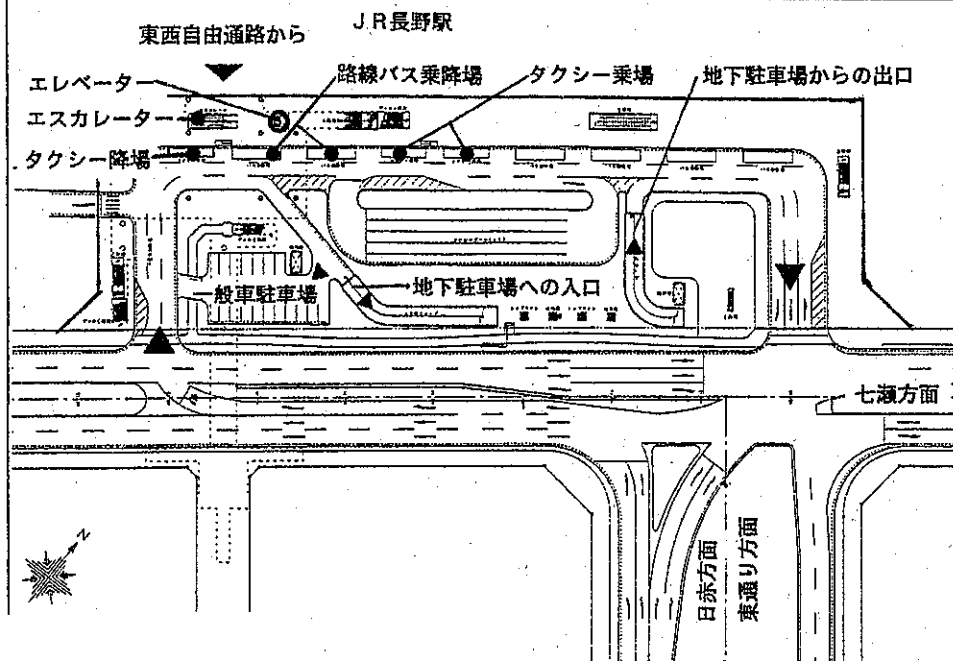 JR長野駅
東西自由通路から
エレベーター
路線バス乗降場
タクシー乗場
地下駐車場からの出口
エスカレーター
タクシー降場
一般車駐車場
地下駐車場への入口
七瀬方面
日赤方面
東通り方面
N